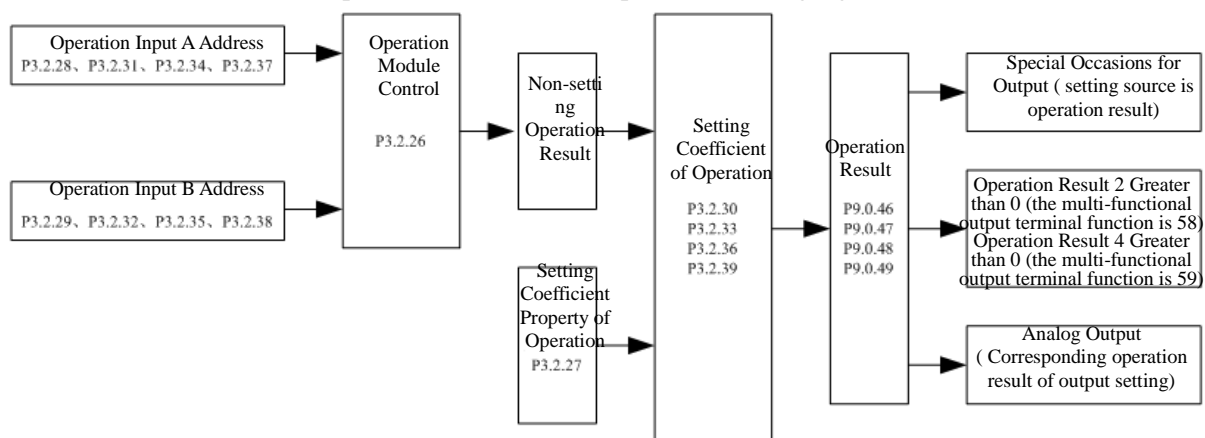 Operation Input A Address
P3.2.28、P3.2.31、P3.2.34、P3.2.37
Operation Input B Address
P3.2.29、P3.2.32、P3.2.35、P3.2.38
Operation
Module
Control
P3.2.26
Non-setti
ng
Operation
Result
Setting
Coefficient
Property of
Operation
P3.2.27
Setting
Coefficient
of Operation
P3.2.30
P3.2.33
P3.2.36
P3.2.39
Operation
Result
P9.0.46
P9.0.47
P9.0.48
P9.0.49
Special Occasions for
Output ( setting source is
operation result)
Operation Result 2 Greater
than 0 (the multi-functional
output terminal function is 58)
Operation Result 4 Greater
than 0 (the multi-functional
output terminal function is 59)
Analog Output
( Corresponding operation
result of output setting)